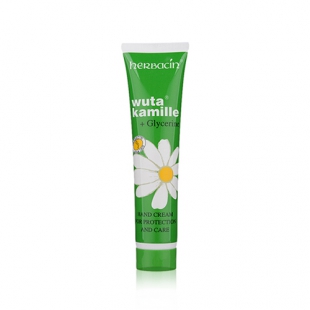 herbacin
wuta®
kamille
+ Glycerine
HAND CREAM
FOR PROTECTION
AND CARE